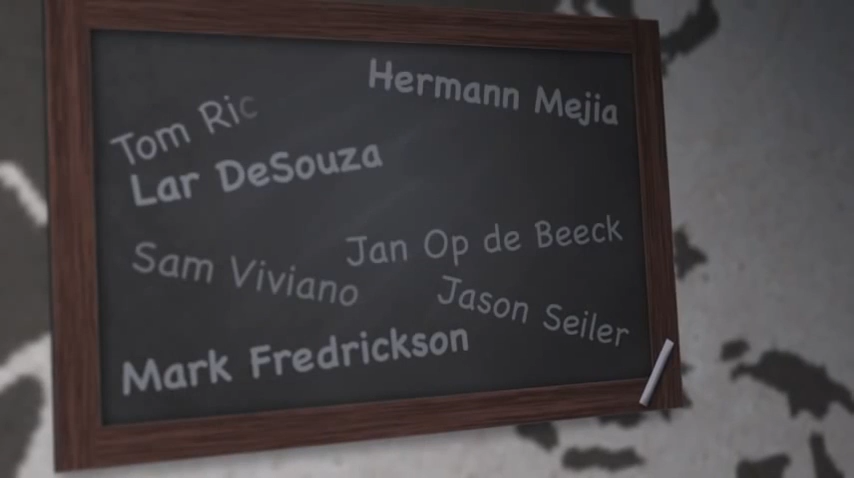 Hermann Mejia
Tom Ric
Lar DeSouza
Jan Op de Beeck
Sam Viviano
Jason Seiler
Mark Fredrickson